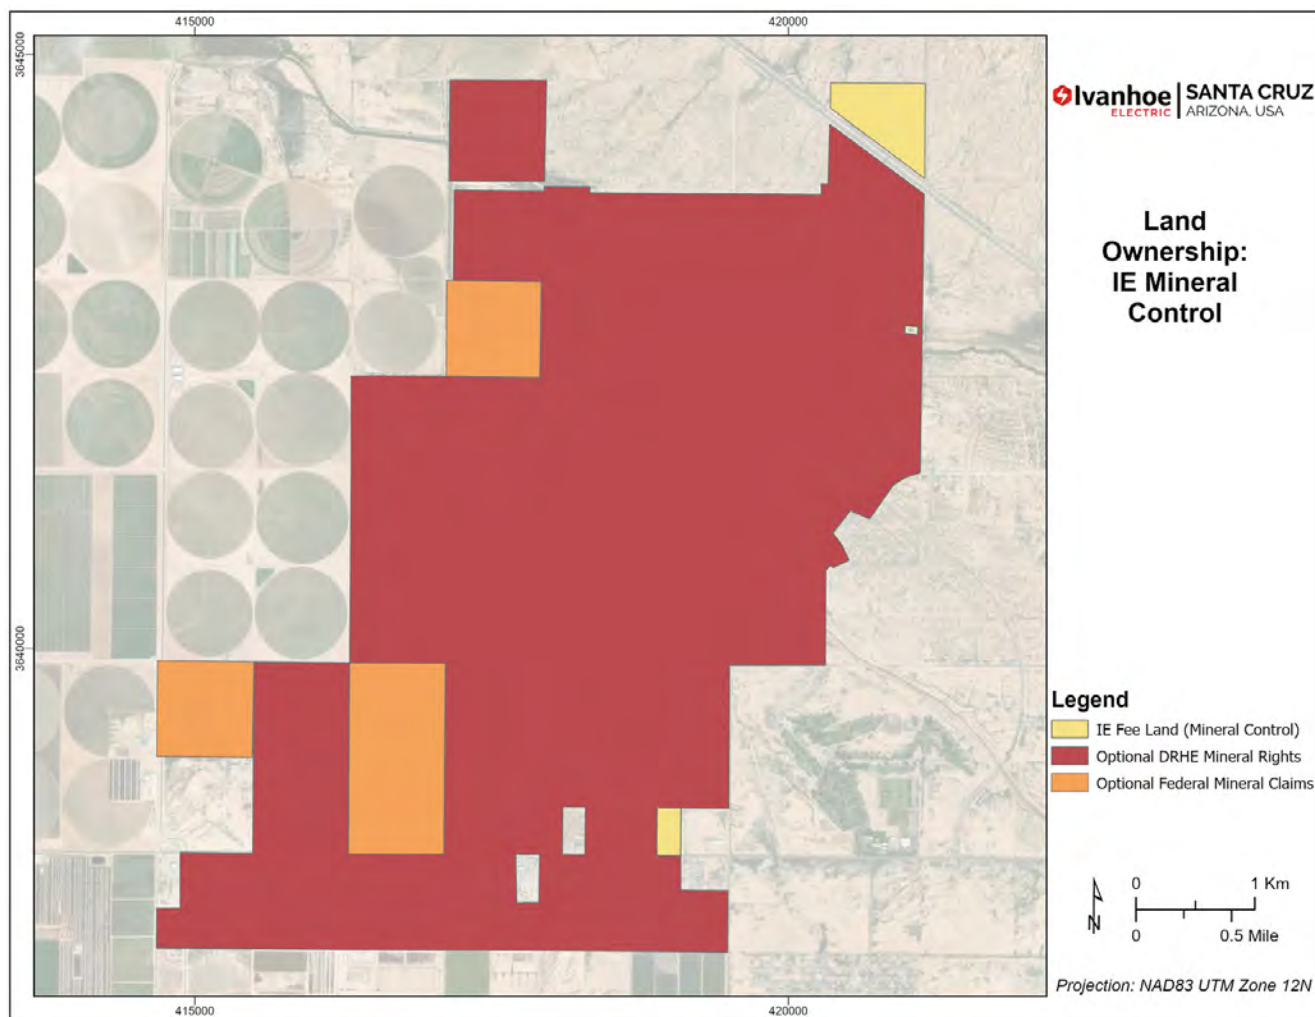 415000
420000
3645000
3640000
Ivanhoe
ELECTRIC
SANTA CRUZ
ARIZONA, USA
Land
Ownership:
IE Mineral
Control
Legend
IE Fee Land (Mineral Control)
Optional DRHE Mineral Rights
Optional Federal Mineral Claims
N
0 1 Km
0 0.5 Mile
Projection: NAD83 UTM Zone 12N
415000
420000